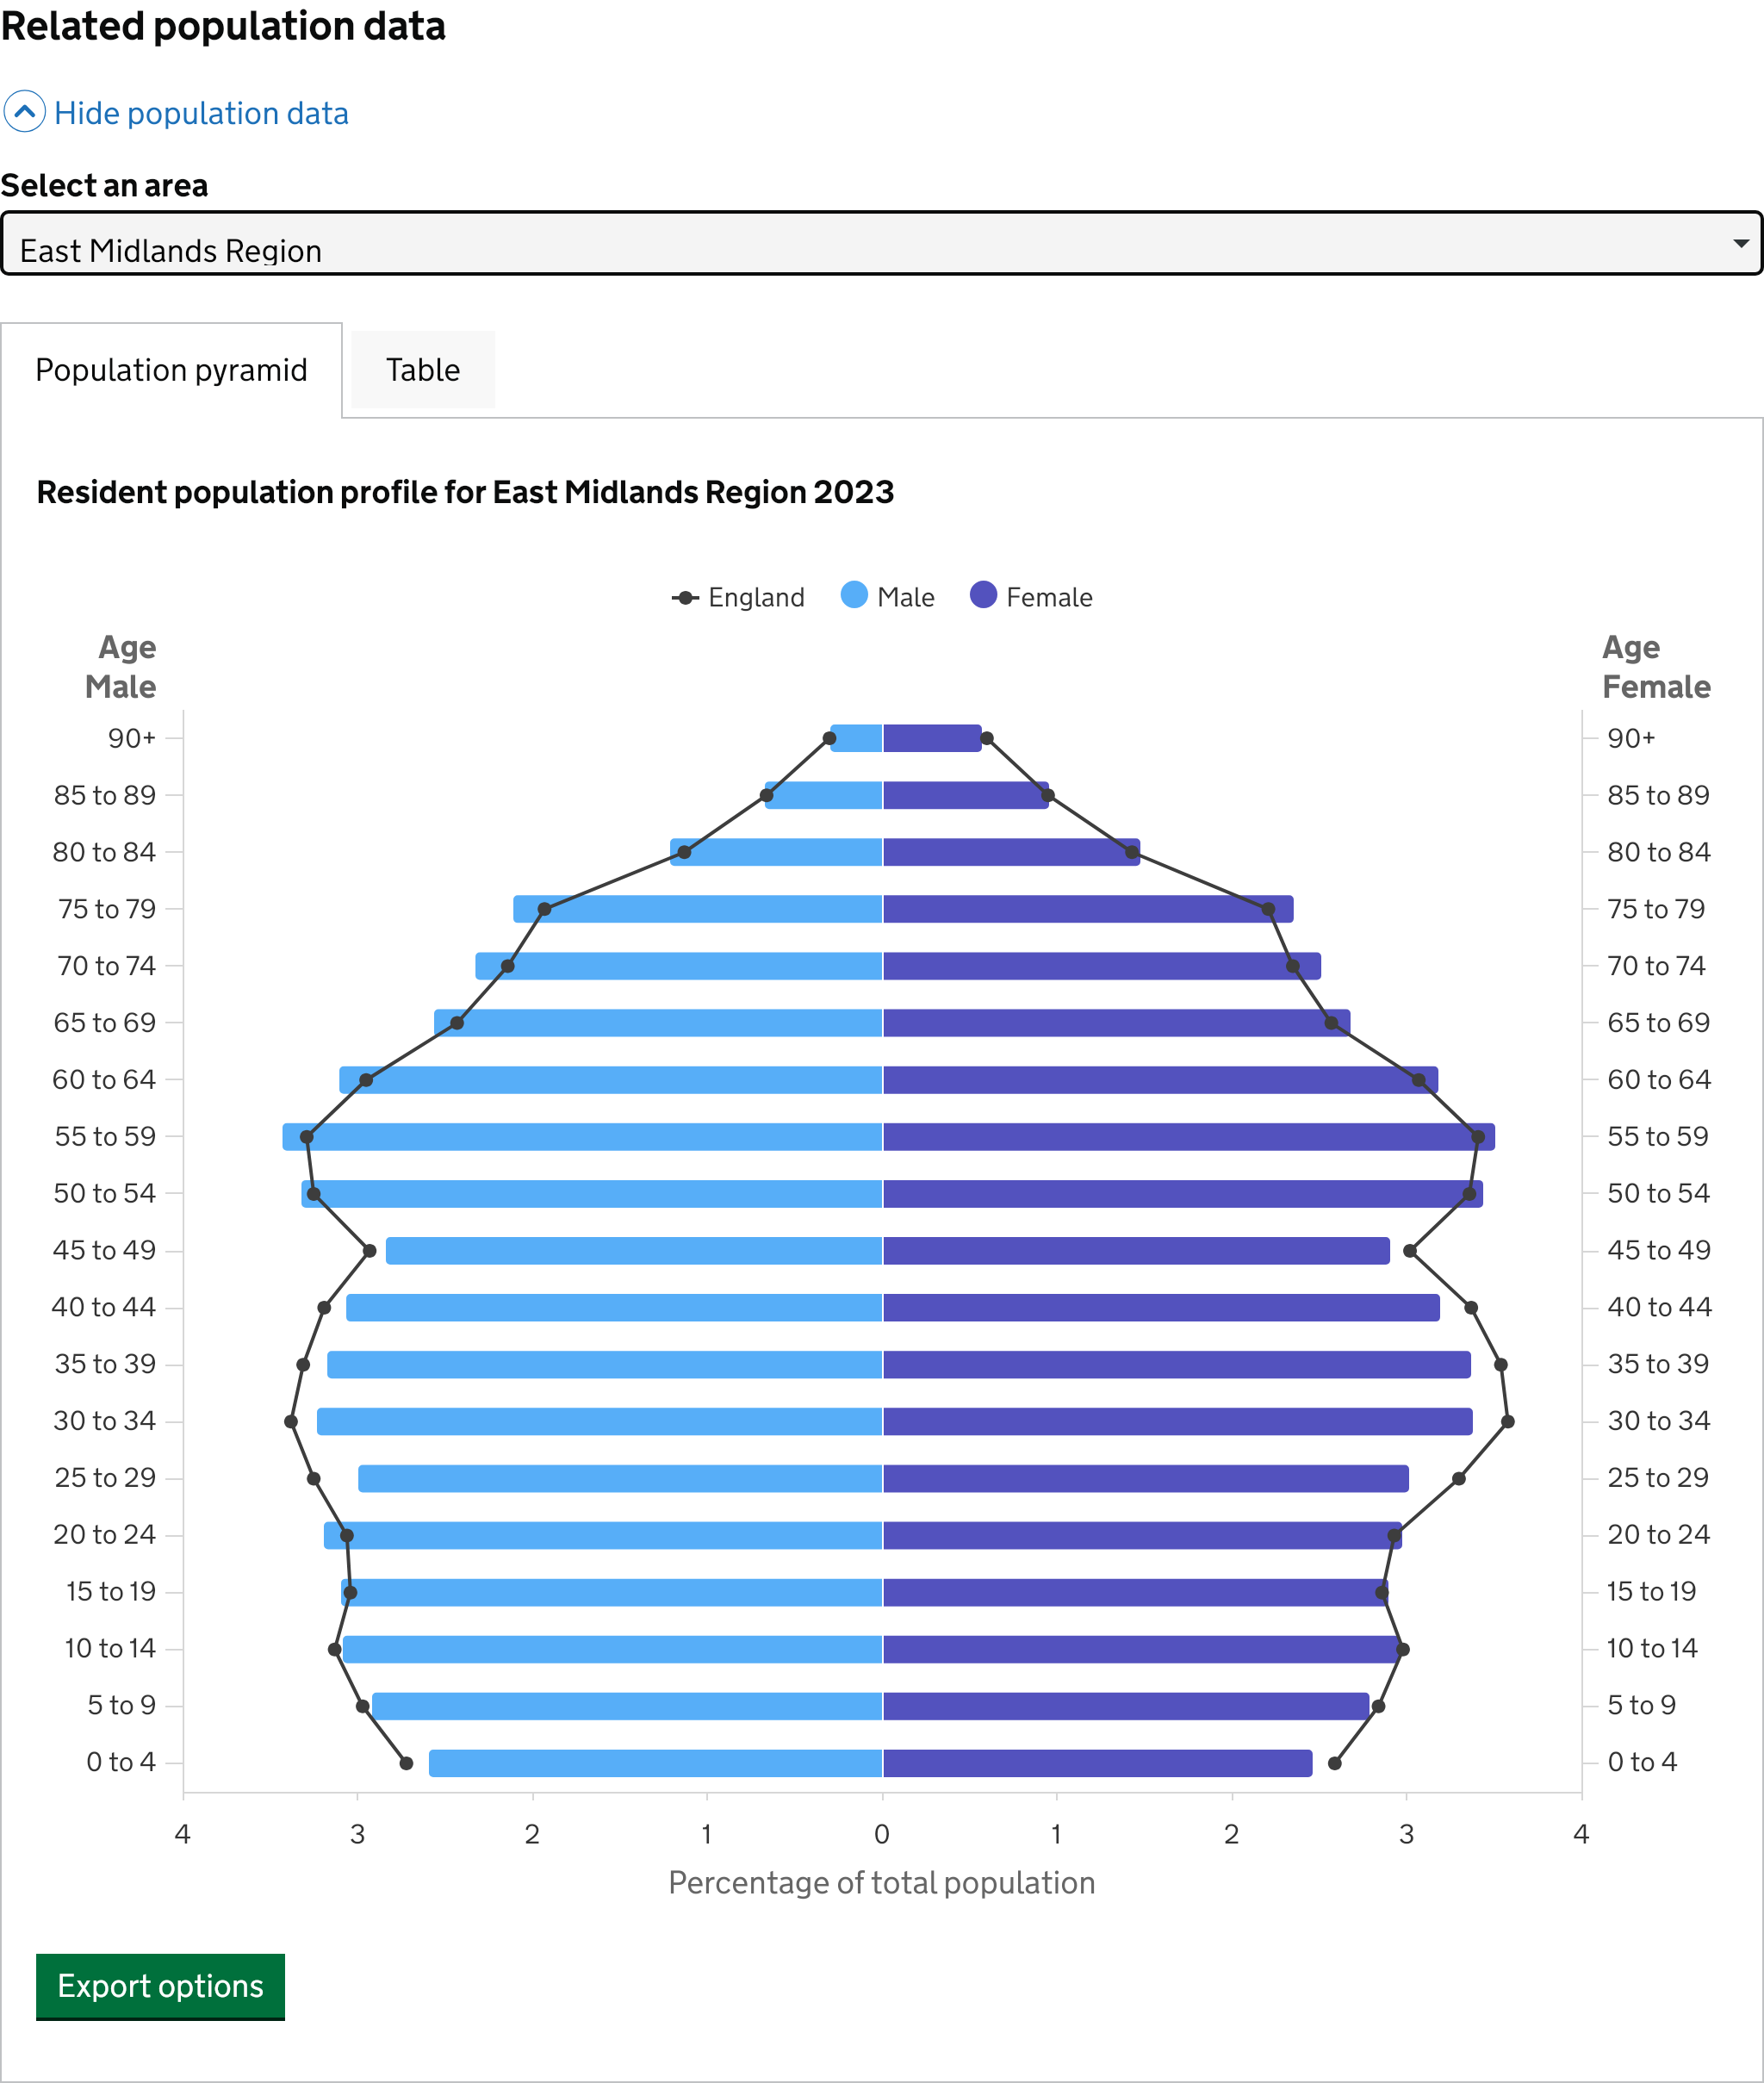 Related population data
Hide population data
Select an area
East Midlands Region
Population pyramid Table
Resident population profile for East Midlands Region 2023
England Male Female
Age Age
Male Female
90+ 90+
85 to 89 85 to 89
80 to 84 80 to 84
75 to 79 75 to 79
70 to 74 70 to 74
65 to 69 65 to 69
60 to 64 60 to 64
55 to 59 55 to 59
50 to 54 50 to 54
45 to 49 45 to 49
40 to 44 40 to 44
35 to 39 35 to 39
30 to 34 30 to 34
25 to 29 25 to 29
20 to 24 20 to 24
15 to 19 15 to 19
10 to 14 10 to 14
5 to 9 5 to 9
0 to 4 0 to 4
4 3 2 1 0 1 2 3 4
Percentage of total population
Export options